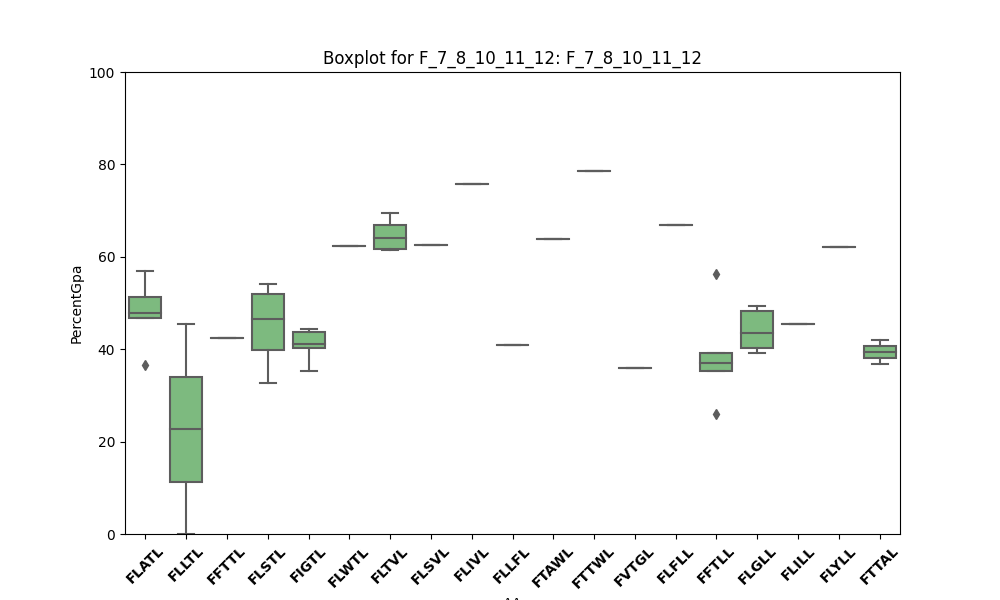 Boxplot for F_7_8_10_11_12: F_7_8_10_11_12
100
80
60
40
20
0
PercentGpa
FLATL
FLLTL
FFTTL
FLSTL
FIGTL
FLWTL
FLTVL
FLSVL
FLIVL
FLLFL
FTAWL
FTTWL
FVTGL
FLFLL
FFTLL
FLGLL
FLILL
FLYLL
FTTAL